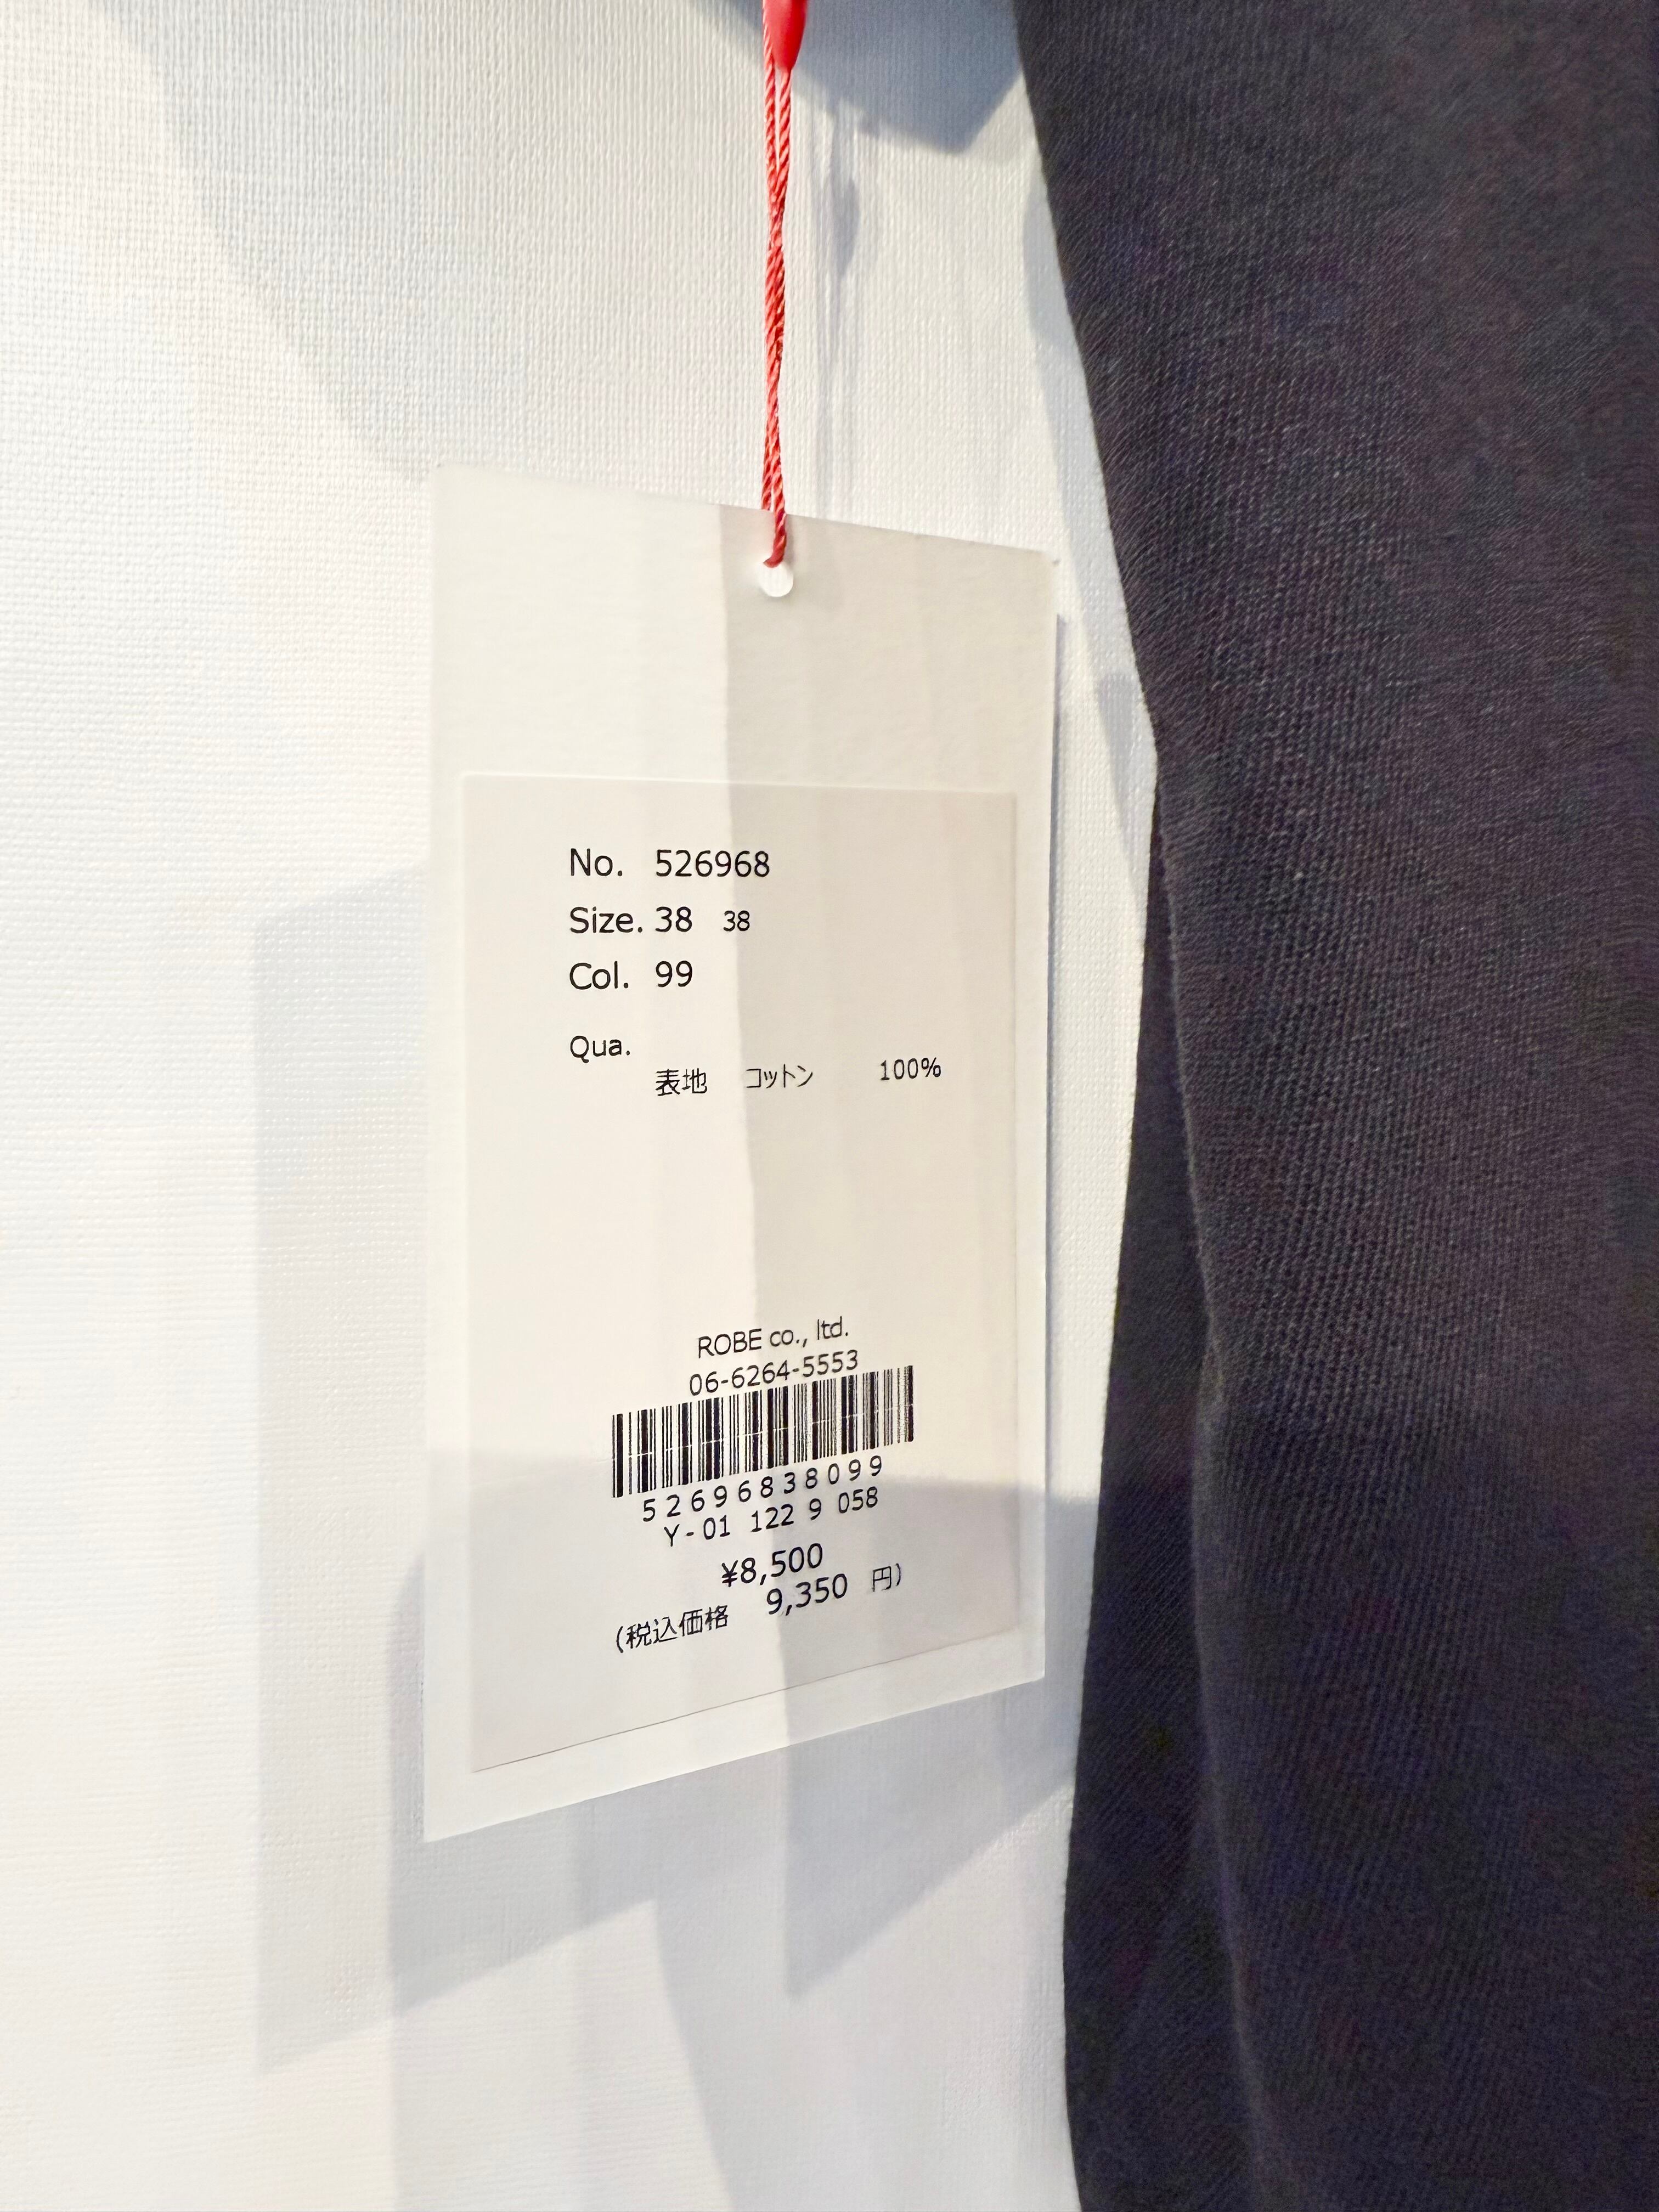 No. 526968
Size. 38 38
Col. 99
Qua.
表地 コットン 100%
ROBE co., ltd.
06-6264-5553
52696838099
Y-01 122 9 058
¥8,500
(税込価格 9,350 円)